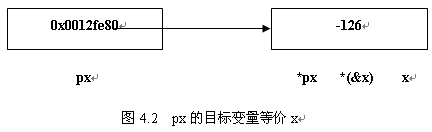 0x0012fe80 -126
px *px *(&x) x
图 4.2 px 的目标变量等价 x